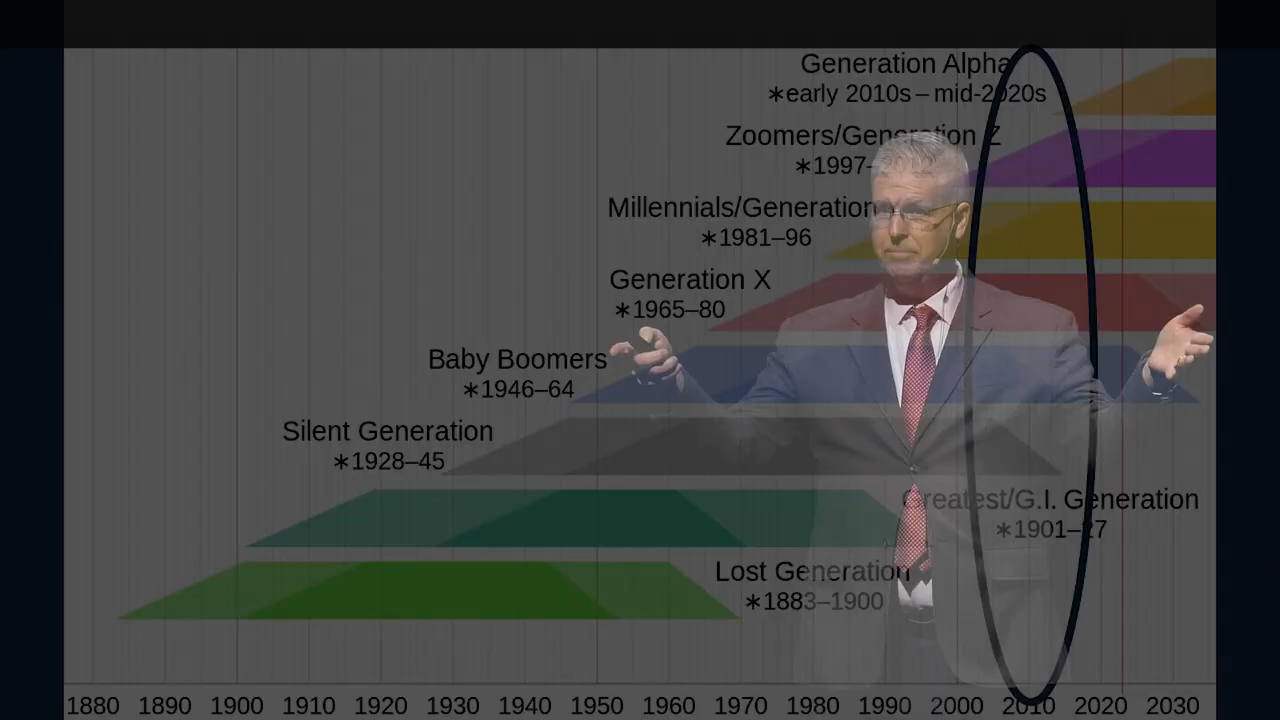 Generation Alpha
∗early 2010s – mid-2020s
Zoomers/Generation Z
∗1997–
Millennials/Generation
∗1981–96
Generation X
∗1965–80
Baby Boomers
∗1946–64
Silent Generation
∗1928–45
Greatest/G.I. Generation
∗1901–27
Lost Generation
∗1883–1900
1880 1890 1900 1910 1920 1930 1940 1950 1960 1970 1980 1990 2000 2010 2020 2030